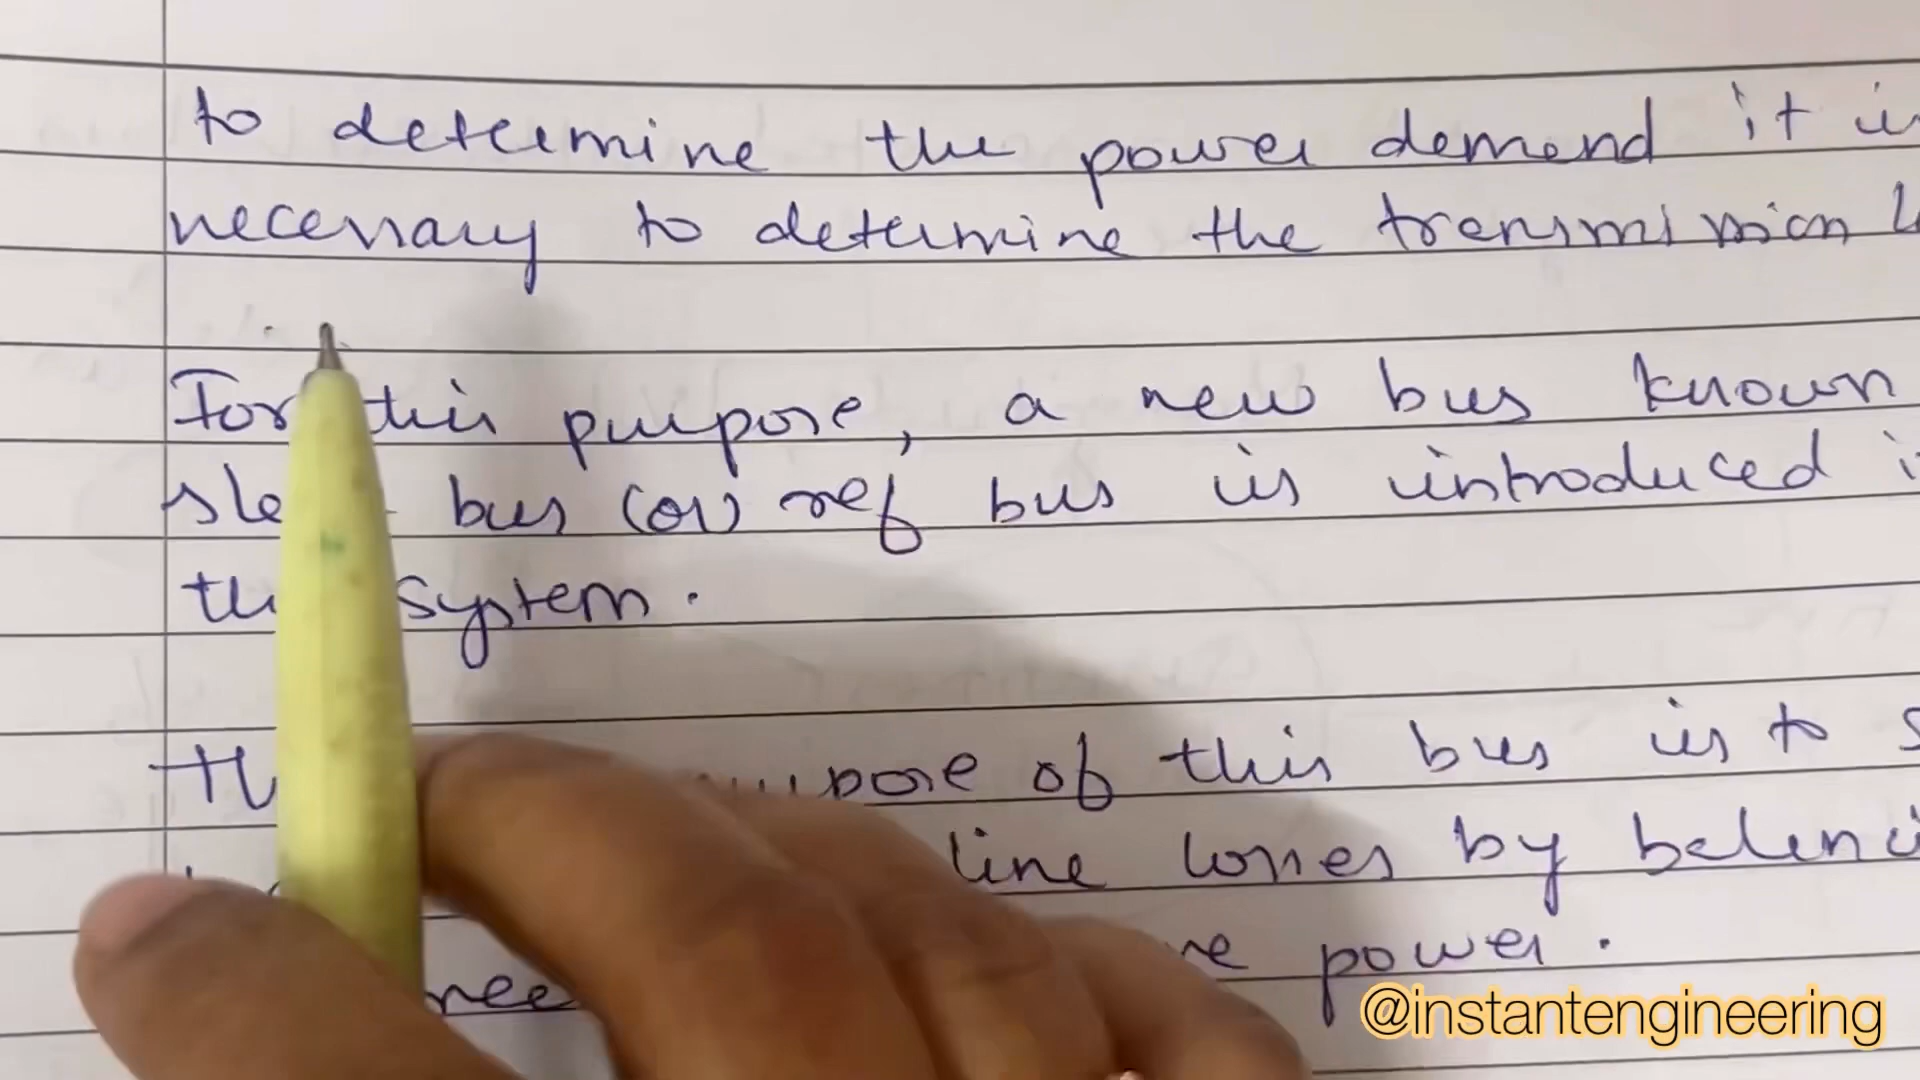 to determine the power demand it is
necessary to determine the transmission
For this purpose, a new bus known
bus (or) ref bus is introduced
system.
of this bus is to
line losses by
power.
@instantengineering